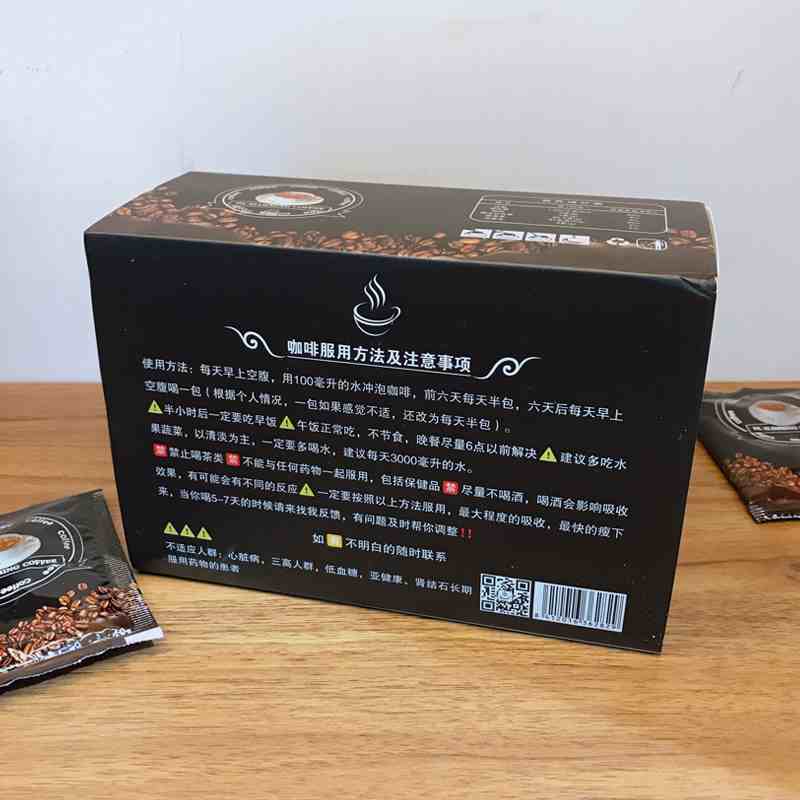 咖啡服用方法及注意事项
使用方法：每天早上空腹，用100毫升的水冲泡咖啡，前六天每天半包，六天后每天早上
空腹喝一包（根据个人情况，一包如果感觉不适，还改为每天半包）。
半小时后一定要吃早饭 午饭正常吃，不节食，晚餐尽量6点以前解决 建议多吃水
果蔬菜，以清淡为主，一定要多喝水，建议每天3000毫升的水。
禁 禁止喝茶类 禁 不能与任何药物一起服用，包括保健品 禁 尽量不喝酒，喝酒会影响吸收
效果，有可能会有不同的反应 一定要按照以上方法服用，最大程度的吸收，最快的瘦下
来，当你喝5-7天的时候请来找我反馈，有问题及时帮你调整!!
如有不明白的随时联系
不适应人群：心脏病，三高人群，低血糖，亚健康、肾结石长期
服用药物的患者
coffee
coffee